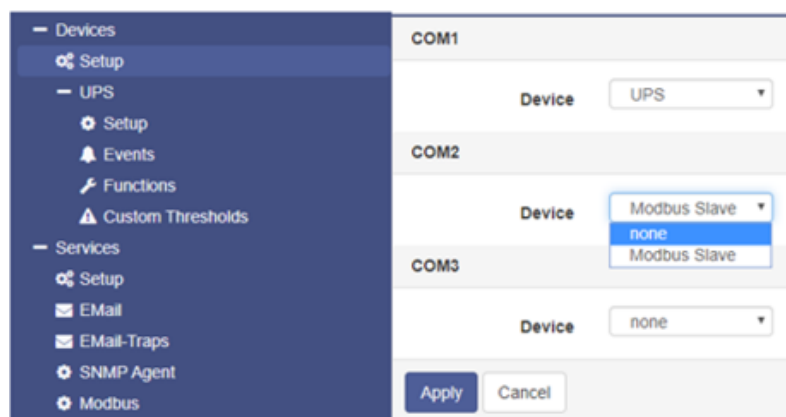 Devices
Setup
UPS
Setup
Events
Functions
Custom Thresholds
Services
Setup
EMail
EMail-Traps
SNMP Agent
Modbus
COM1
Device UPS
COM2
Device Modbus Slave
none
Modbus Slave
COM3
Device none
Apply Cancel